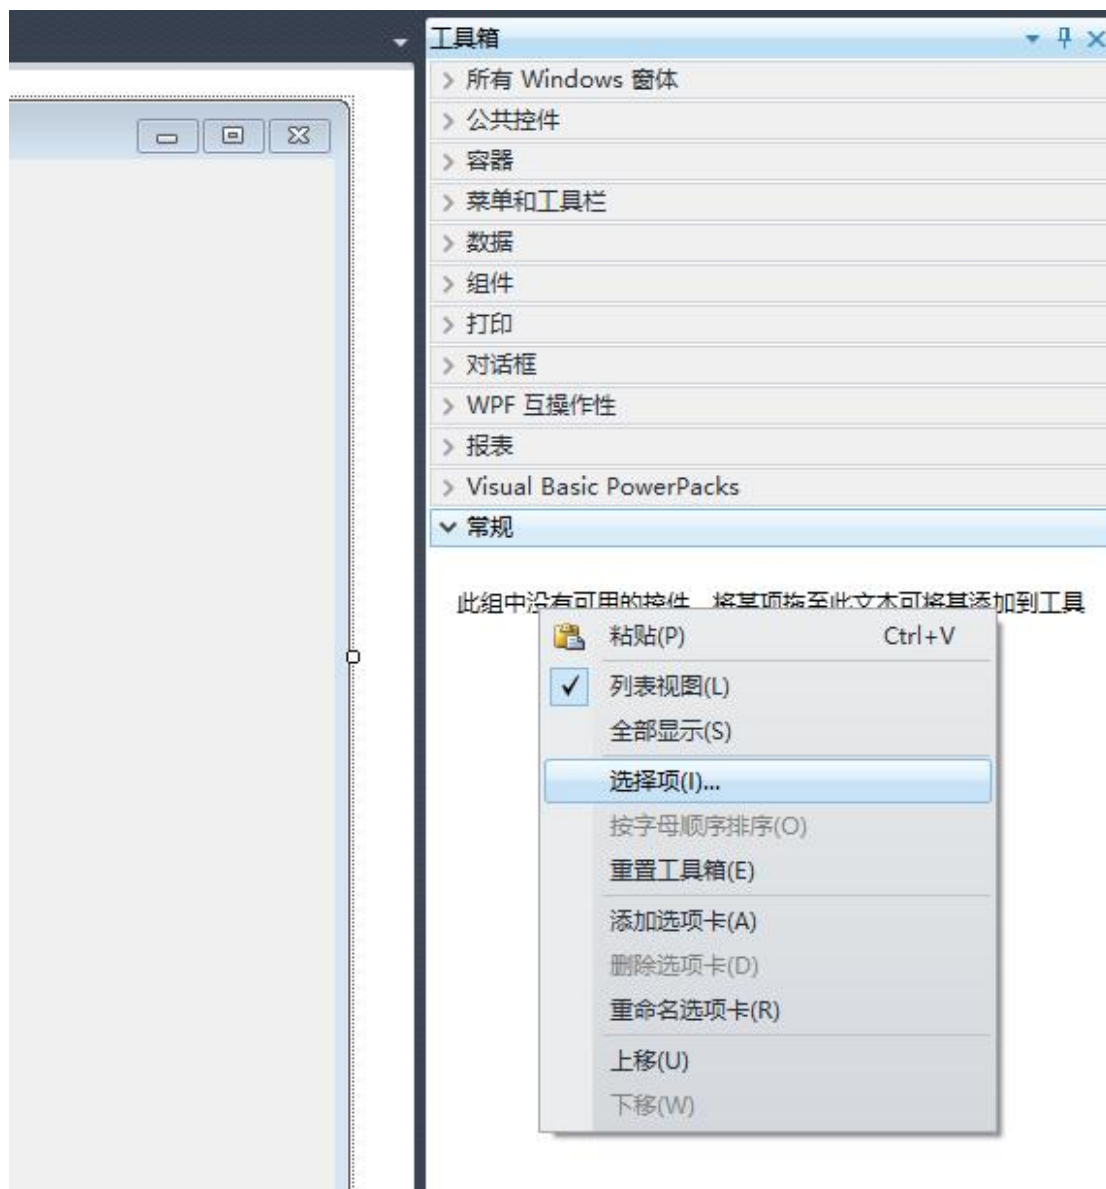 工具箱
所有 Windows 窗体
公共控件
容器
菜单和工具栏
数据
组件
打印
对话框
WPF 互操作性
报表
Visual Basic PowerPacks
常规
此组中没有可用的控件。将某项拖至此文本可将其添加到工具
粘贴(P) Ctrl+V
列表视图(L)
全部显示(S)
选择项(I)...
按字母顺序排序(O)
重置工具箱(E)
添加选项卡(A)
删除选项卡(D)
重命名选项卡(R)
上移(U)
下移(W)